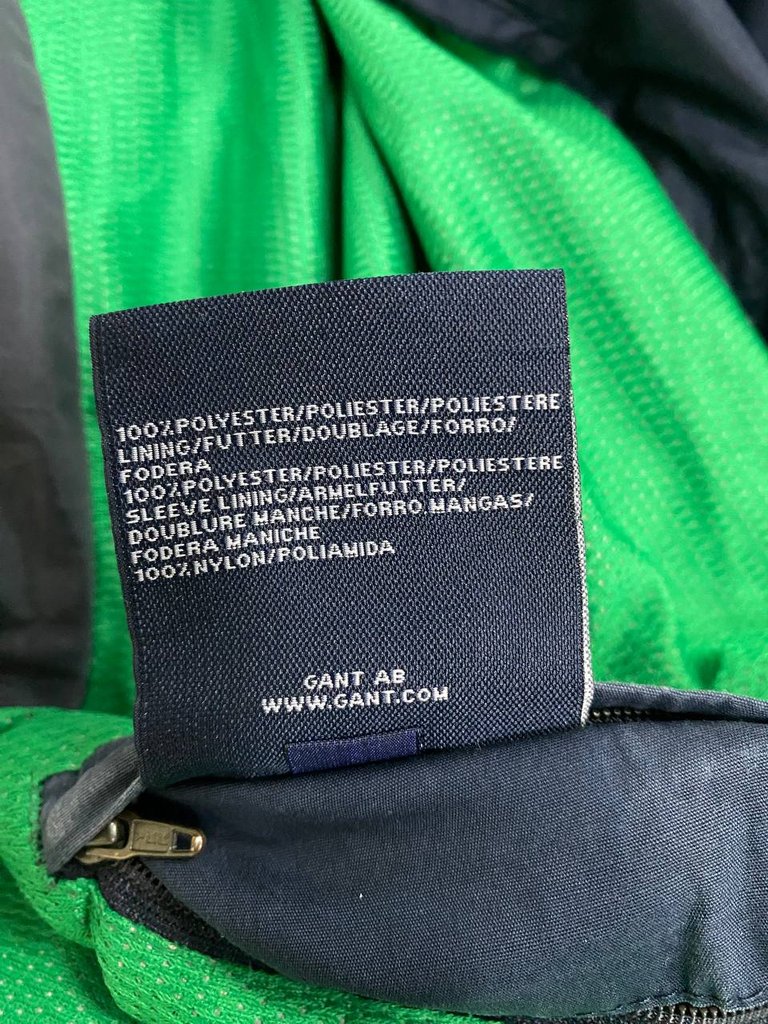 100%POLYESTER/POLIESTER/POLIESTERE
LINING/FUTTER/DOUBLAGE/FORRO/
FODERA
100%POLYESTER/POLIESTER/POLIESTERE
SLEEVE LINING/ARMELFUTTER/
DOUBLURE MANCHE/FORRO MANGAS/
FODERA MANICHE
100%NYLON/POLIAMIDA
GANT AB
WWW.GANT.COM